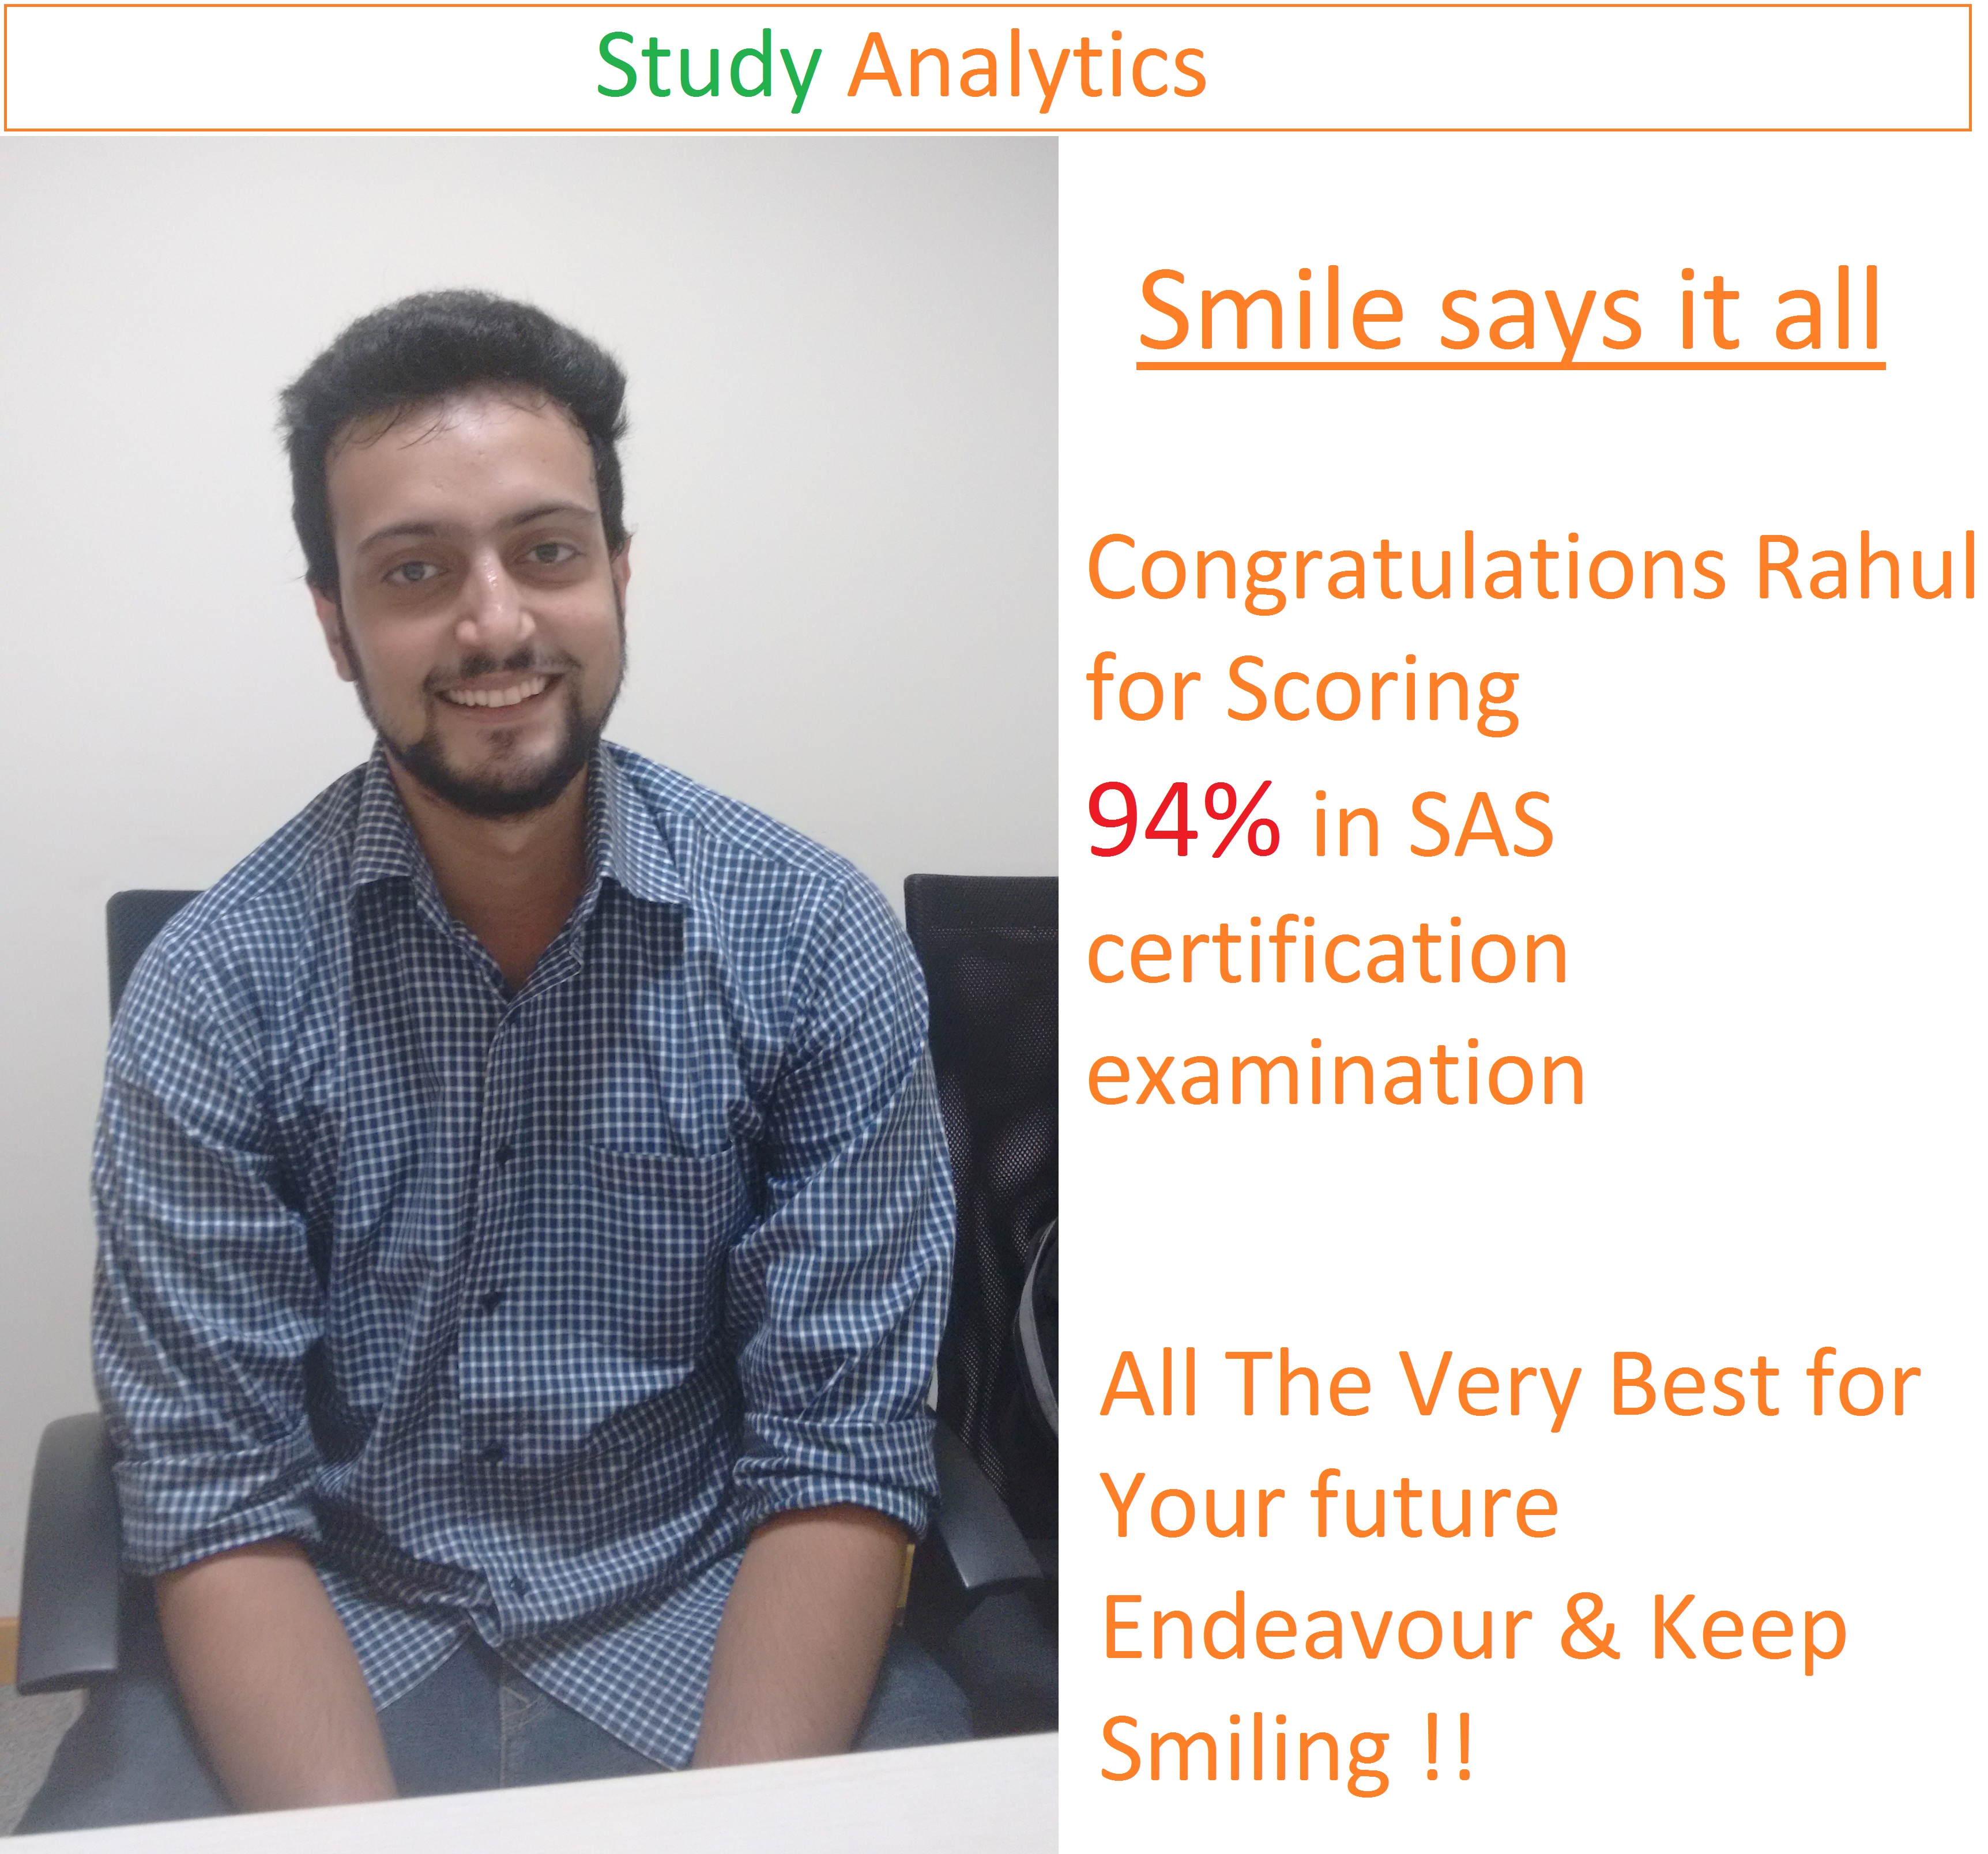 Study Analytics
Smile says it all
Congratulations Rahul
for Scoring
94% in SAS
certification
examination
All The Very Best for
Your future
Endeavour & Keep
Smiling !!